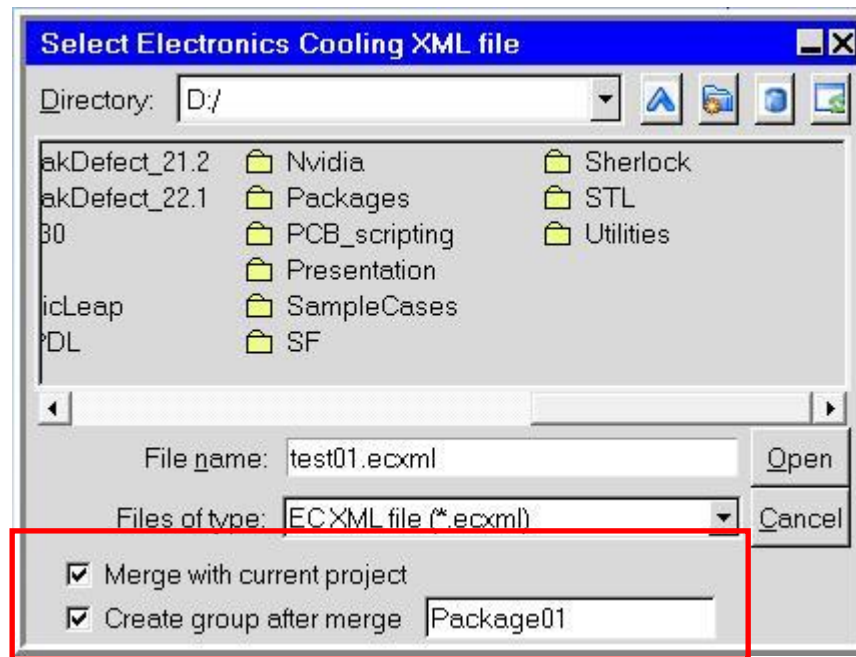 Select Electronics Cooling XML file
Directory: D:/
akDefect_21.2 Nvidia Sherlock
akDefect_22.1 Packages STL
30 PCB_scripting Utilities
Presentation
icLeap SampleCases
PDL SF
File name: test01.ecxml Open
Files of type: ECXML file (*.ecxml) Cancel
Merge with current project
Create group after merge Package01